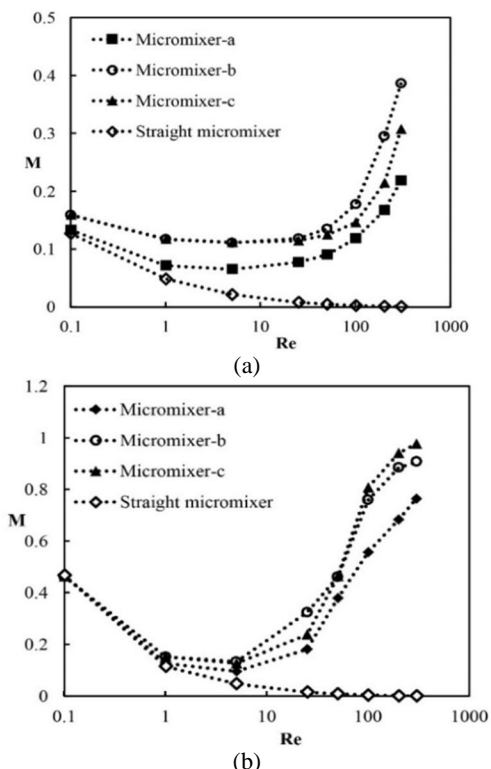 0.5
Micromixer-a
Micromixer-b
0.4
Micromixer-c
Straight micromixer
0.3
M
0.2
0.1
0
0.1 1 10 100 1000
Re
(a)
1.2
Micromixer-a
1
Micromixer-b
Micromixer-c
0.8
Straight micromixer
M
0.6
0.4
0.2
0
0.1 1 10 100 1000
Re
(b)